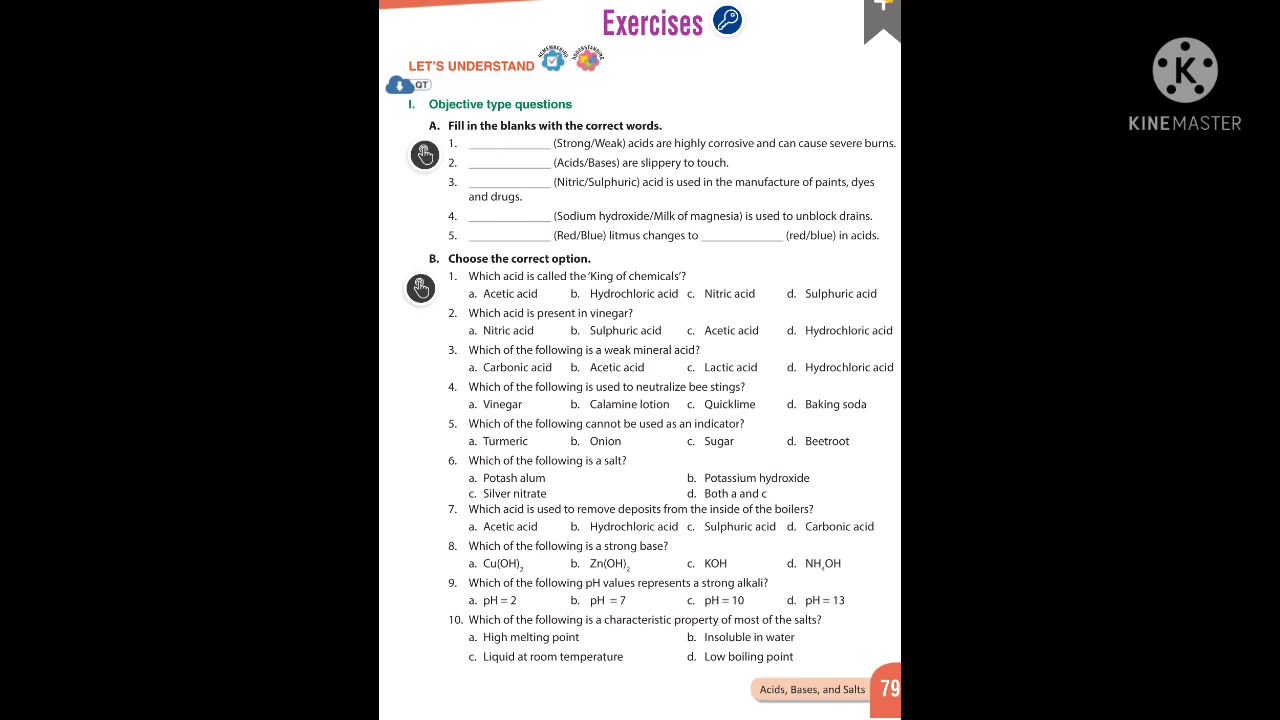 Exercises
LET'S UNDERSTAND
REMEMBERING
UNDERSTANDING
QT
I. Objective type questions
A. Fill in the blanks with the correct words.
1. ____________ (Strong/Weak) acids are highly corrosive and can cause severe burns.
2. ____________ (Acids/Bases) are slippery to touch.
3. ____________ (Nitric/Sulphuric) acid is used in the manufacture of paints, dyes
and drugs.
4. ____________ (Sodium hydroxide/Milk of magnesia) is used to unblock drains.
5. ____________ (Red/Blue) litmus changes to ____________ (red/blue) in acids.
B. Choose the correct option.
1. Which acid is called the 'King of chemicals'?
a. Acetic acid b. Hydrochloric acid c. Nitric acid d. Sulphuric acid
2. Which acid is present in vinegar?
a. Nitric acid b. Sulphuric acid c. Acetic acid d. Hydrochloric acid
3. Which of the following is a weak mineral acid?
a. Carbonic acid b. Acetic acid c. Lactic acid d. Hydrochloric acid
4. Which of the following is used to neutralize bee stings?
a. Vinegar b. Calamine lotion c. Quicklime d. Baking soda
5. Which of the following cannot be used as an indicator?
a. Turmeric b. Onion c. Sugar d. Beetroot
6. Which of the following is a salt?
a. Potash alum b. Potassium hydroxide
c. Silver nitrate d. Both a and c
7. Which acid is used to remove deposits from the inside of the boilers?
a. Acetic acid b. Hydrochloric acid c. Sulphuric acid d. Carbonic acid
8. Which of the following is a strong base?
a. Cu(OH)₂ b. Zn(OH)₂ c. KOH d. NH₄OH
9. Which of the following pH values represents a strong alkali?
a. pH = 2 b. pH = 7 c. pH = 10 d. pH = 13
10. Which of the following is a characteristic property of most of the salts?
a. High melting point b. Insoluble in water
c. Liquid at room temperature d. Low boiling point
Acids, Bases, and Salts 79
K
KINEMASTER